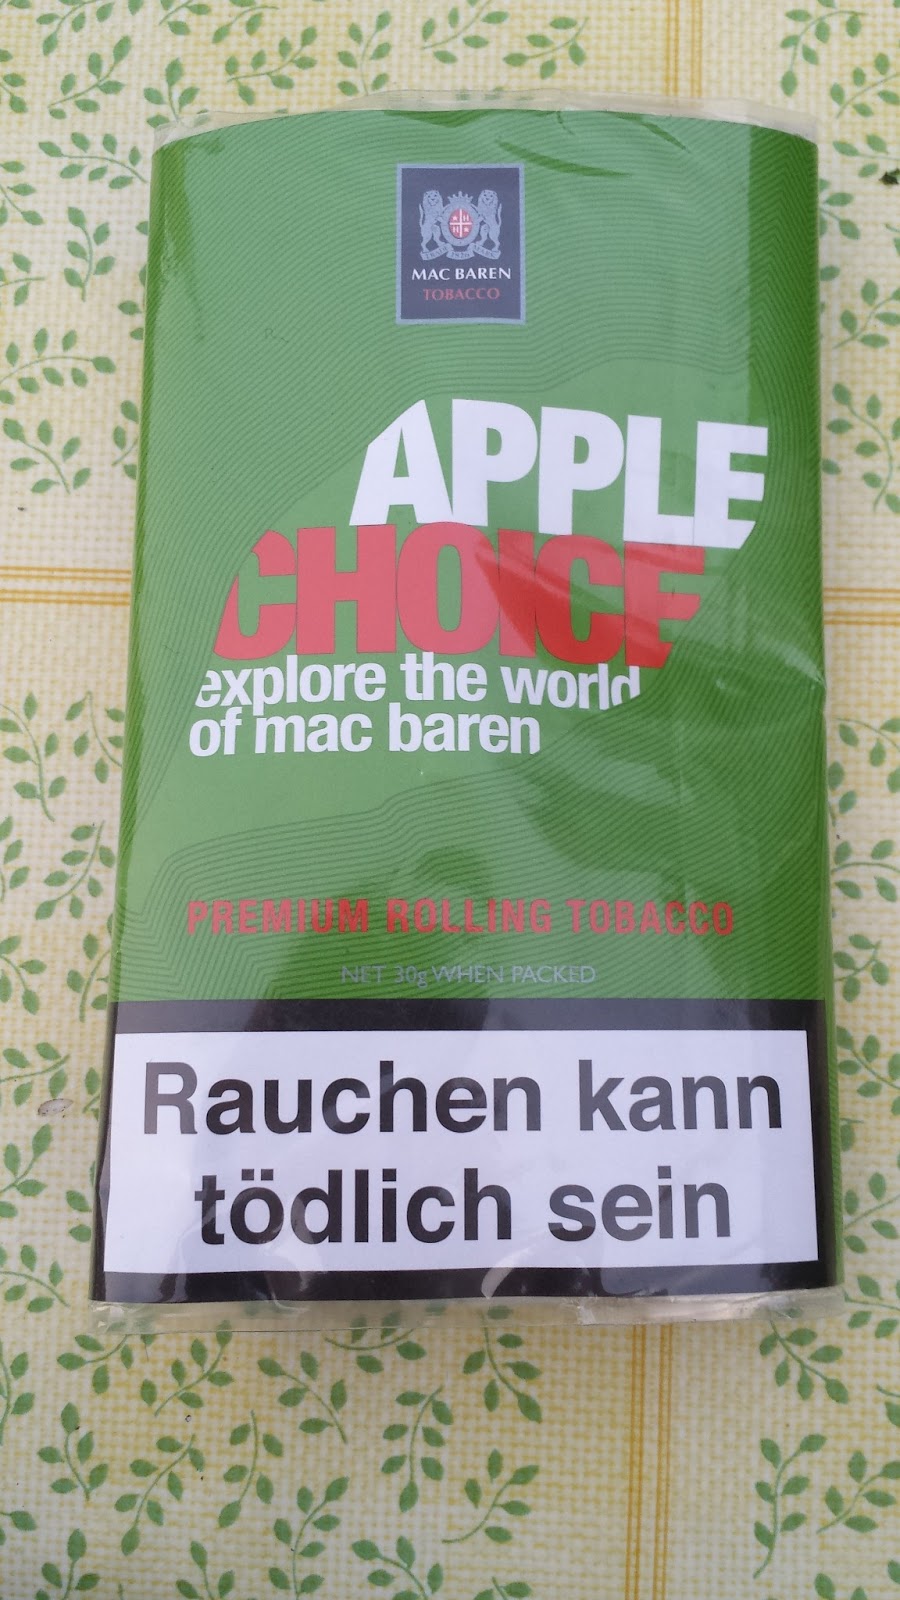 MAC BAREN
TOBACCO
APPLE
CHOICE
explore the world
of mac baren
PREMIUM ROLLING TOBACCO
NET 30g WHEN PACKED
Rauchen kann
tödlich sein